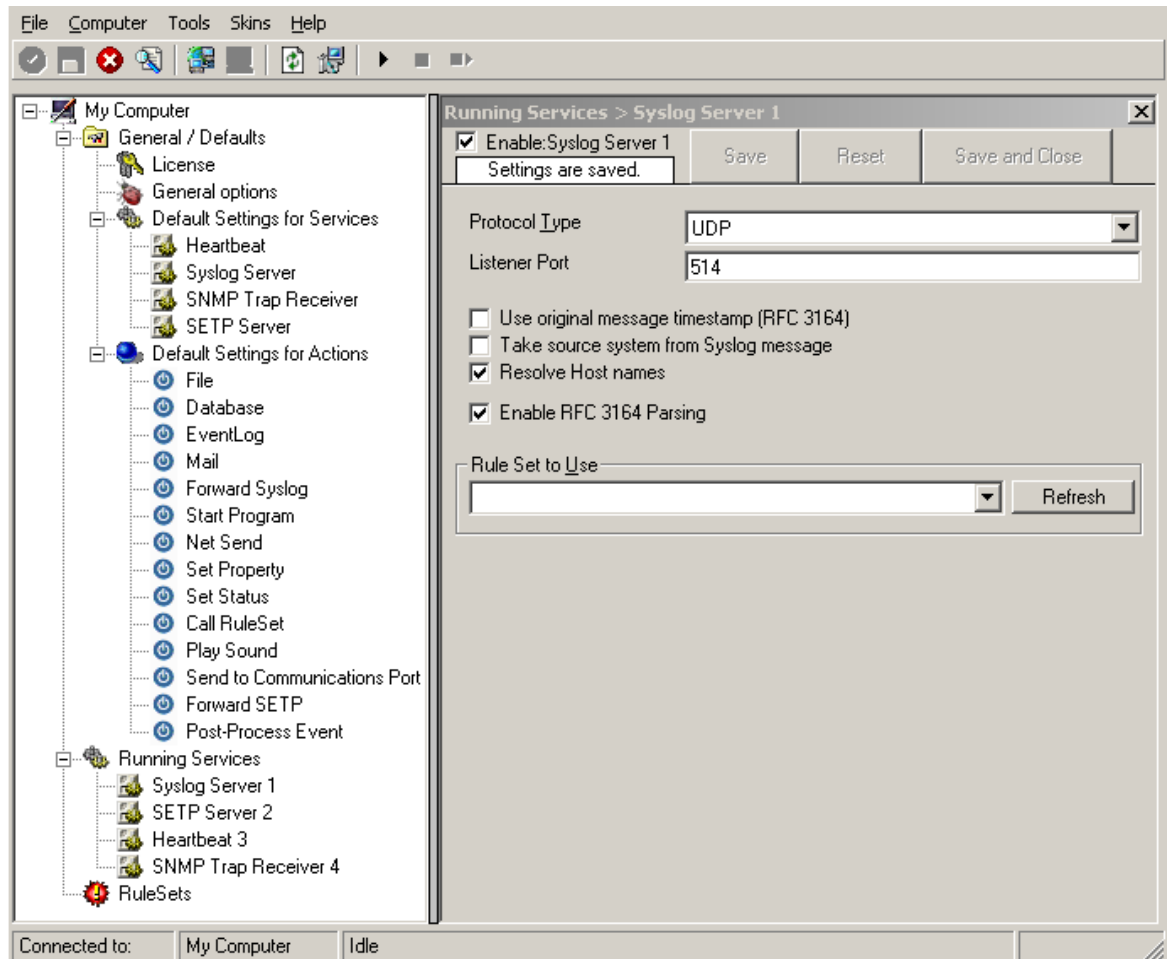 File Computer Tools Skins Help
My Computer
General / Defaults
License
General options
Default Settings for Services
Heartbeat
Syslog Server
SNMP Trap Receiver
SETP Server
Default Settings for Actions
File
Database
EventLog
Mail
Forward Syslog
Start Program
Net Send
Set Property
Set Status
Call RuleSet
Play Sound
Send to Communications Port
Forward SETP
Post-Process Event
Running Services
Syslog Server 1
SETP Server 2
Heartbeat 3
SNMP Trap Receiver 4
RuleSets
Running Services > Syslog Server 1
Enable:Syslog Server 1
Settings are saved.
Save Reset Save and Close
Protocol Type UDP
Listener Port 514
Use original message timestamp (RFC 3164)
Take source system from Syslog message
Resolve Host names
Enable RFC 3164 Parsing
Rule Set to Use
Refresh
Connected to: My Computer Idle